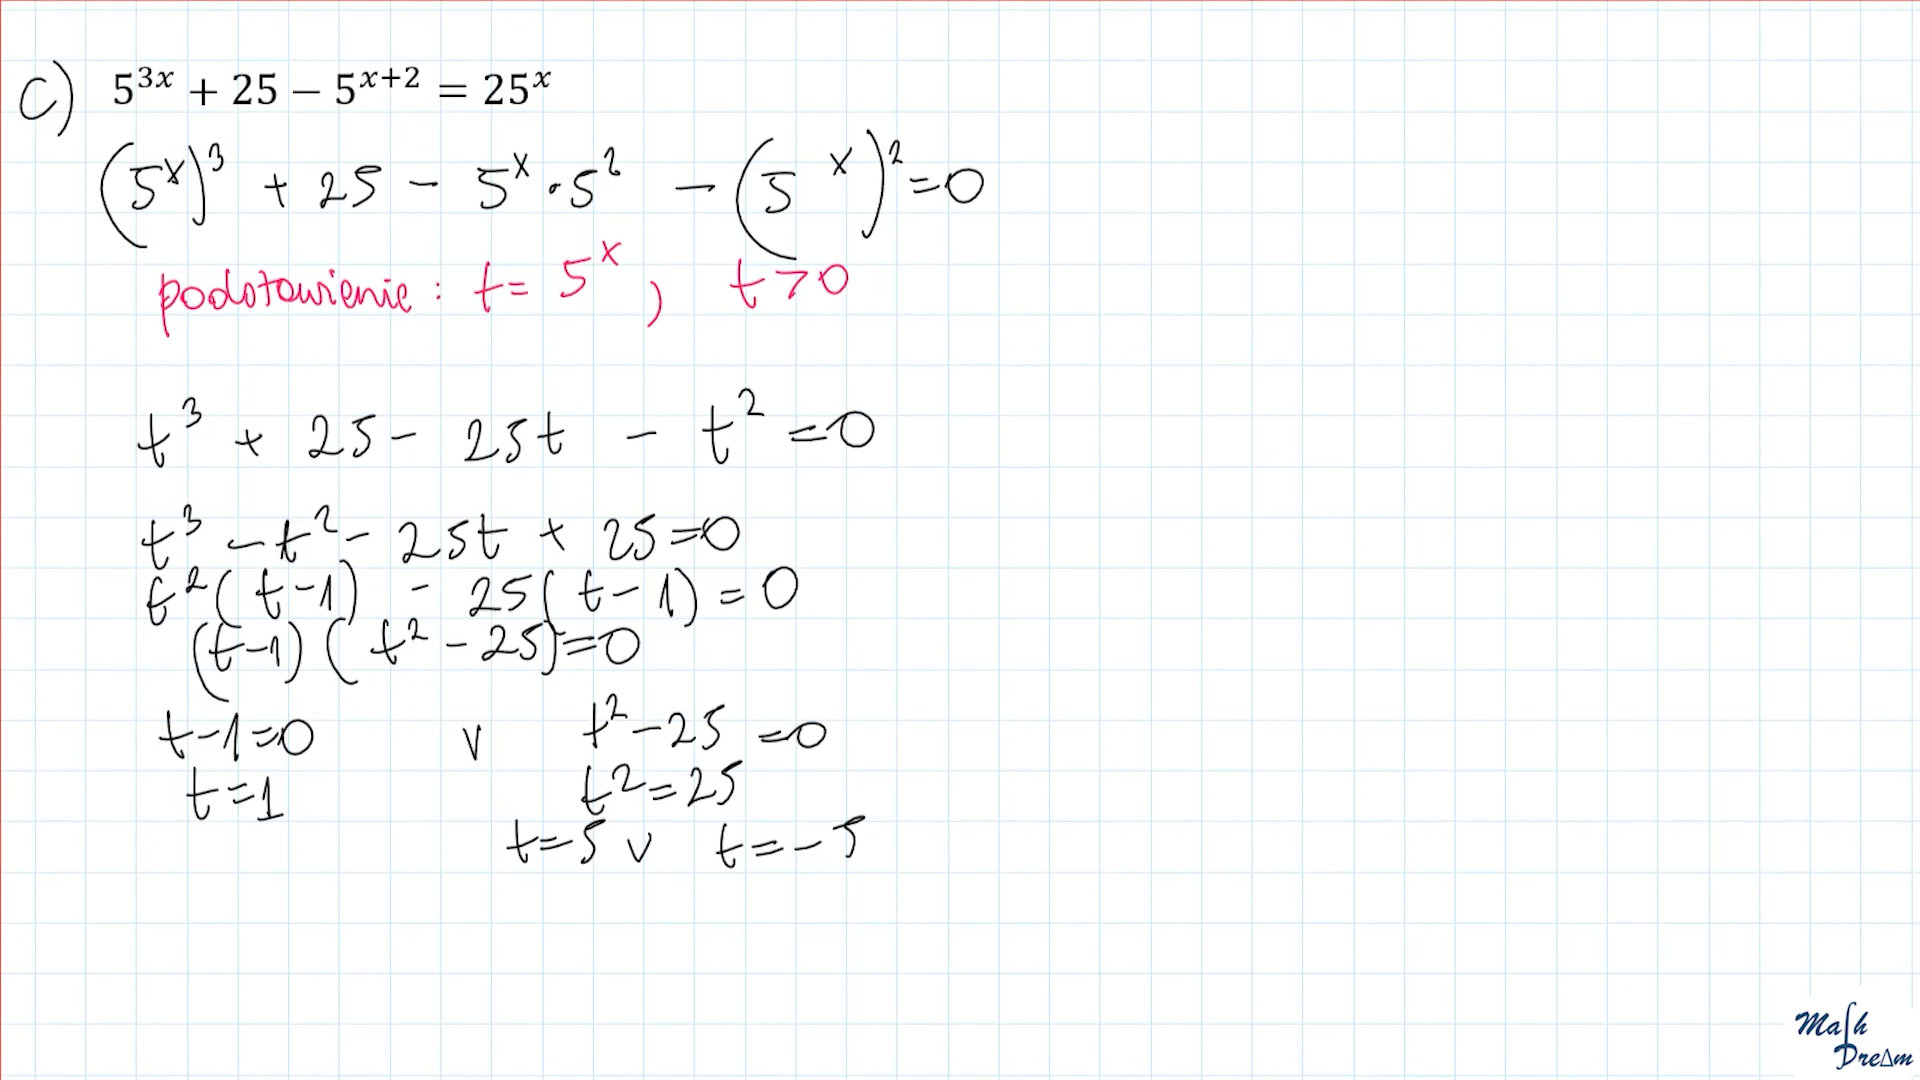 C) 5^{3x} + 25 − 5^{x+2} = 25^x
(5^x)^3 + 25 − 5^x · 5^2 − (5^x)^2 = 0
podstawienie : t = 5^x , t > 0
t^3 + 25 − 25t − t^2 = 0
t^3 − t^2 − 25t + 25 = 0
t^2(t−1) − 25(t−1) = 0
(t−1)(t^2 − 25) = 0
t−1=0 v t^2 − 25 = 0
t=1 t^2 = 25
t=5 v t=−5
Math
Dream